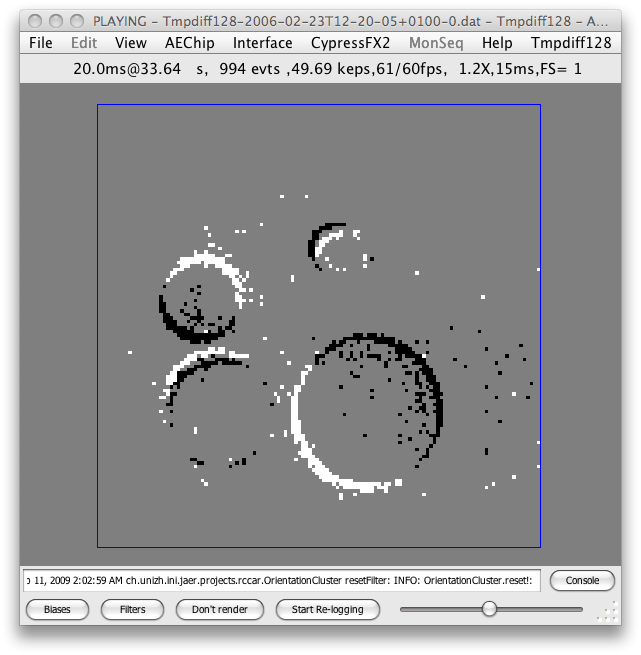 PLAYING - Tmpdiff128-2006-02-23T12-20-05+0100-0.dat - Tmpdiff128 - A...
File Edit View AEChip Interface CypressFX2 MonSeq Help Tmpdiff128
20.0ms@33.64 s, 994 evts ,49.69 keps,61/60fps, 1.2X,15ms,FS= 1
11, 2009 2:02:59 AM ch.unizh.ini.jaer.projects.rccar.OrientationCluster resetFilter: INFO: OrientationCluster.reset!:
Console
Biases Filters Don't render Start Re-logging